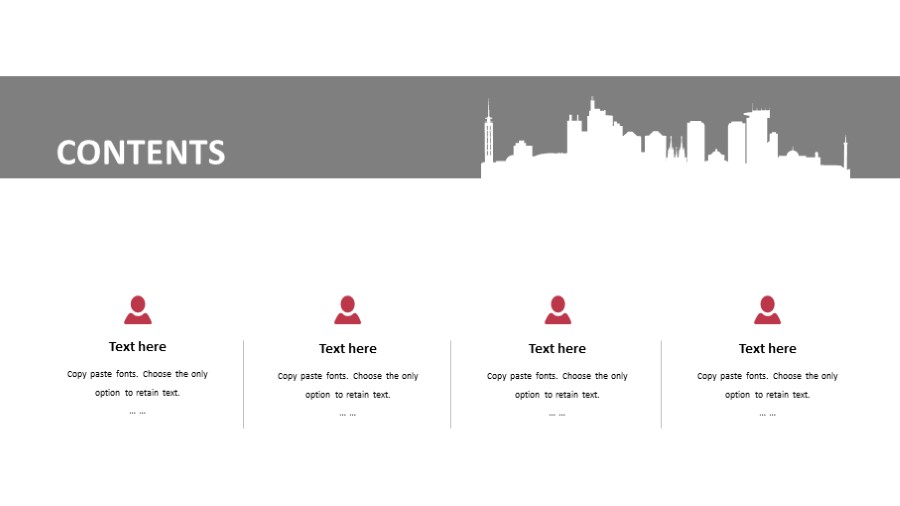 CONTENTS
Text here
Copy paste fonts. Choose the only
option to retain text.
... ...
Text here
Copy paste fonts. Choose the only
option to retain text.
... ...
Text here
Copy paste fonts. Choose the only
option to retain text.
... ...
Text here
Copy paste fonts. Choose the only
option to retain text.
... ...